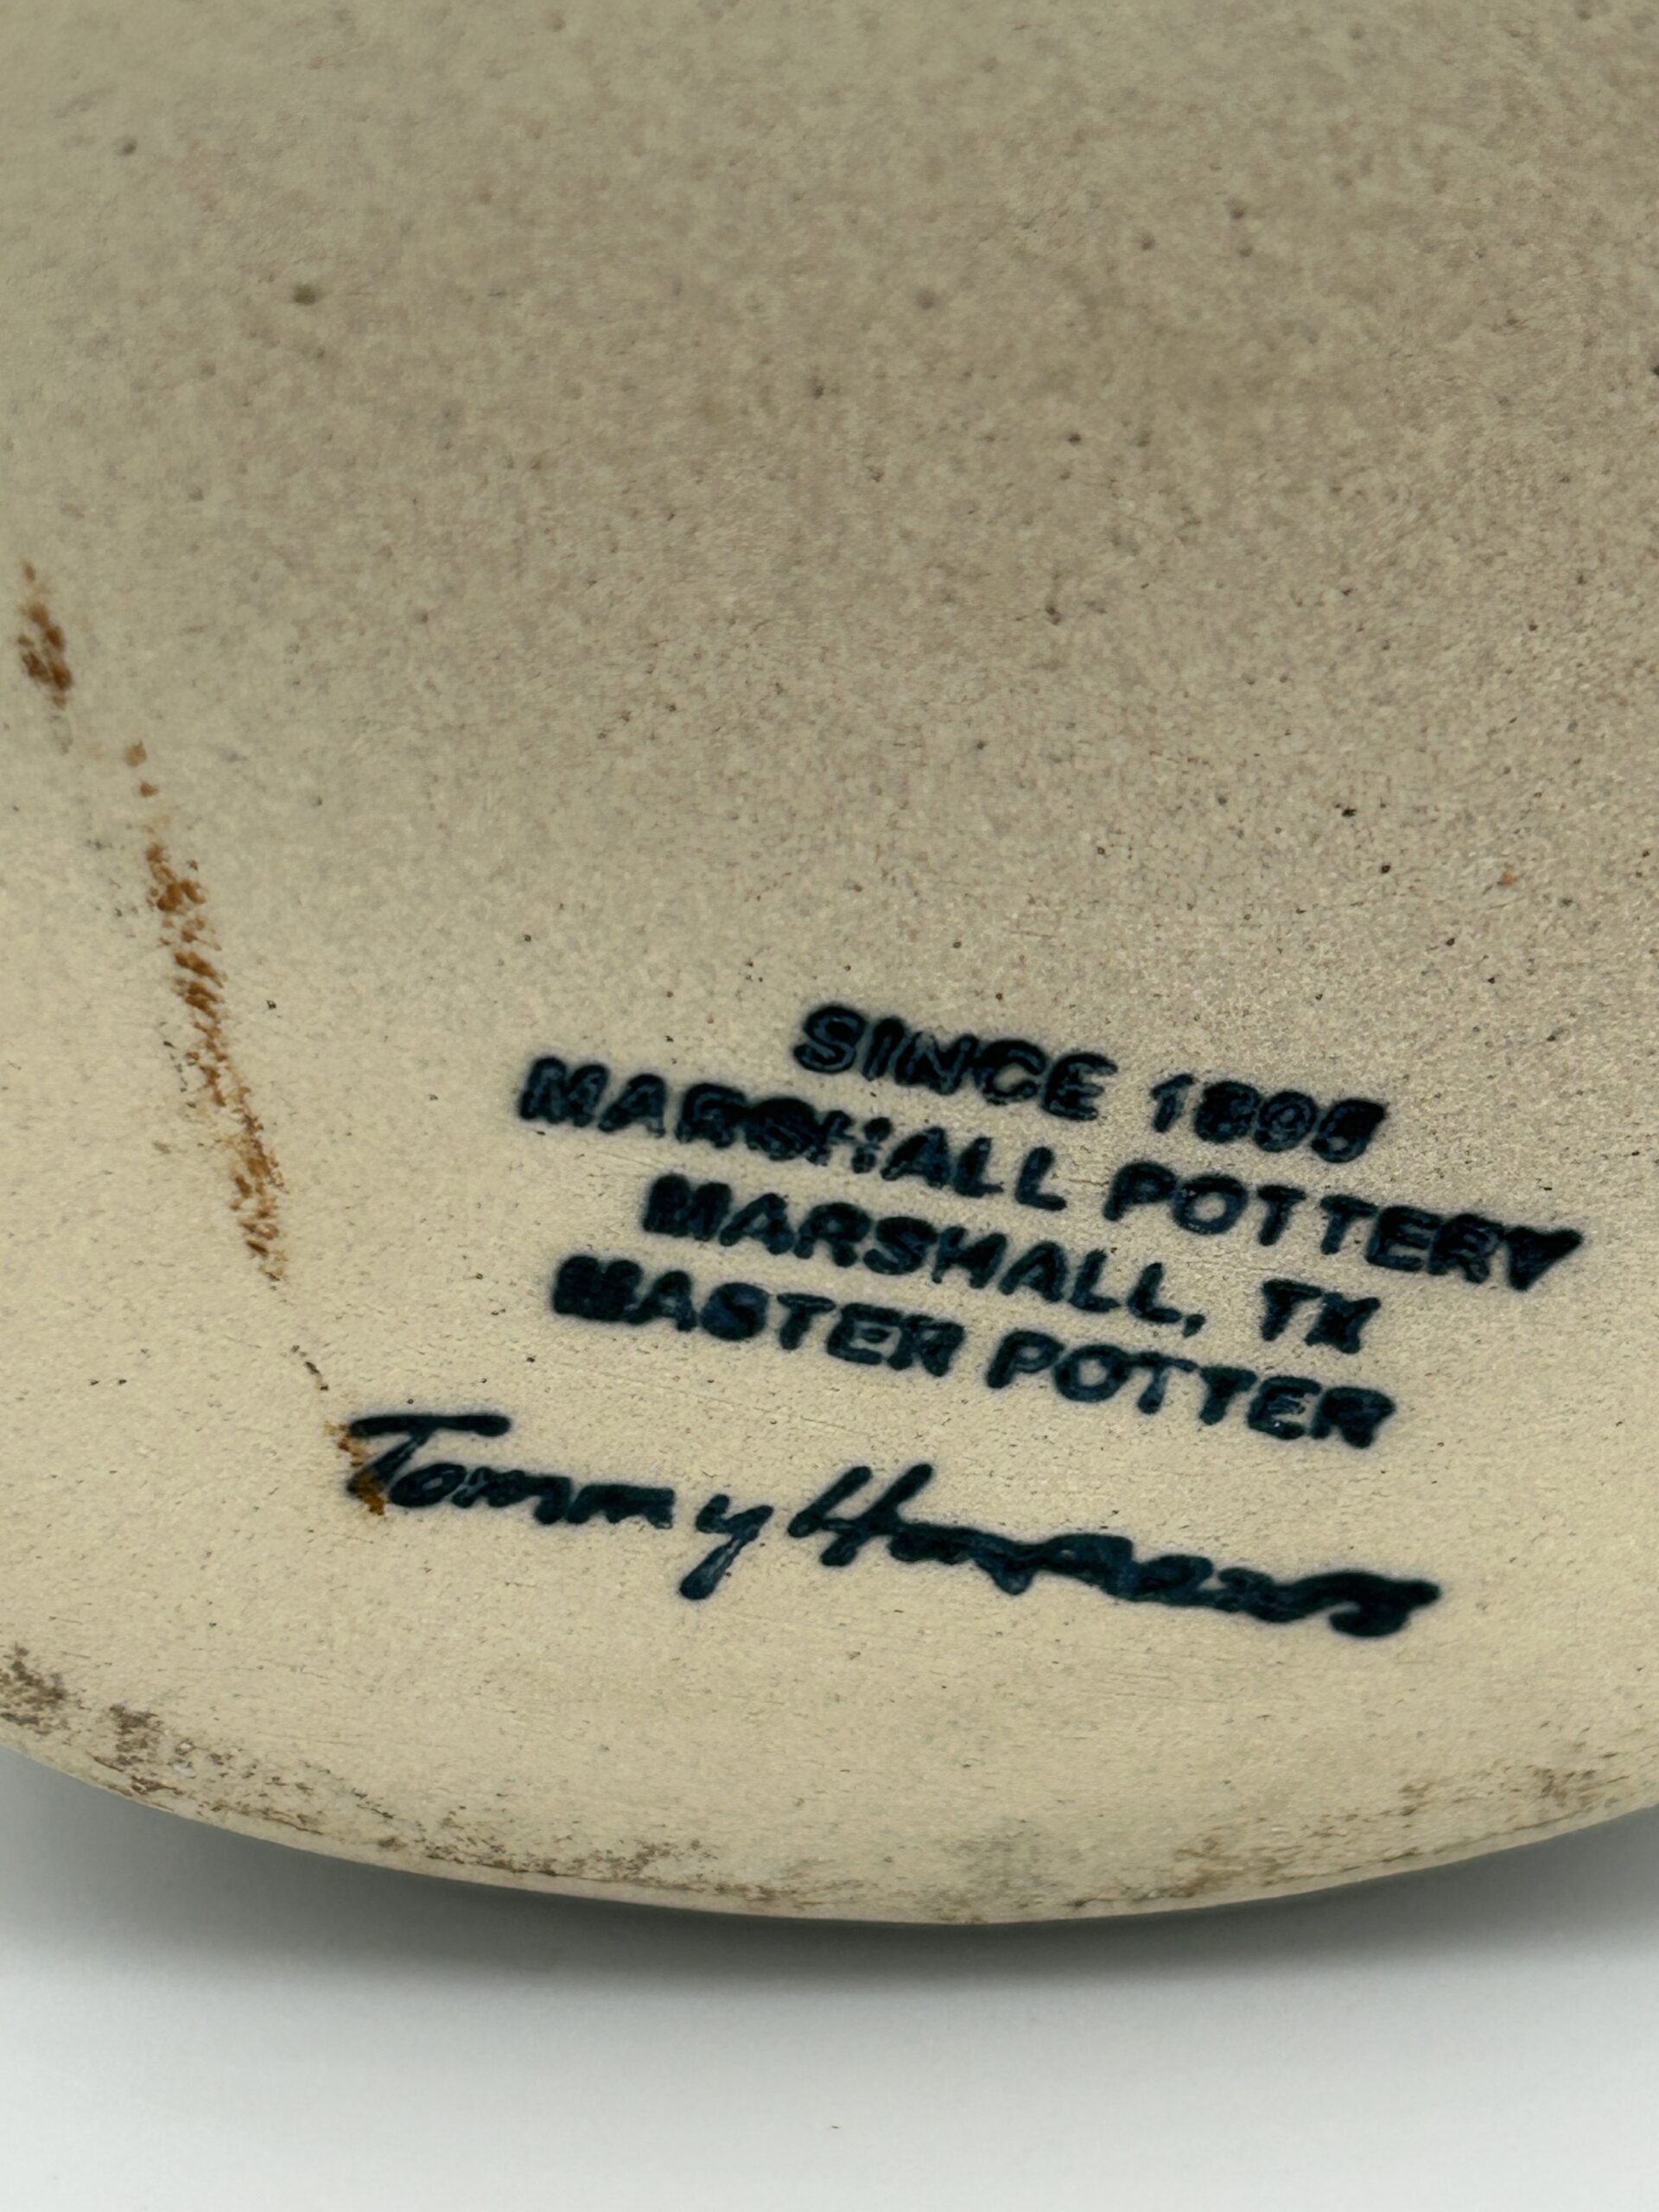 SINCE 1895
MARSHALL POTTERY
MARSHALL, TX
MASTER POTTER
Tommy Humphries